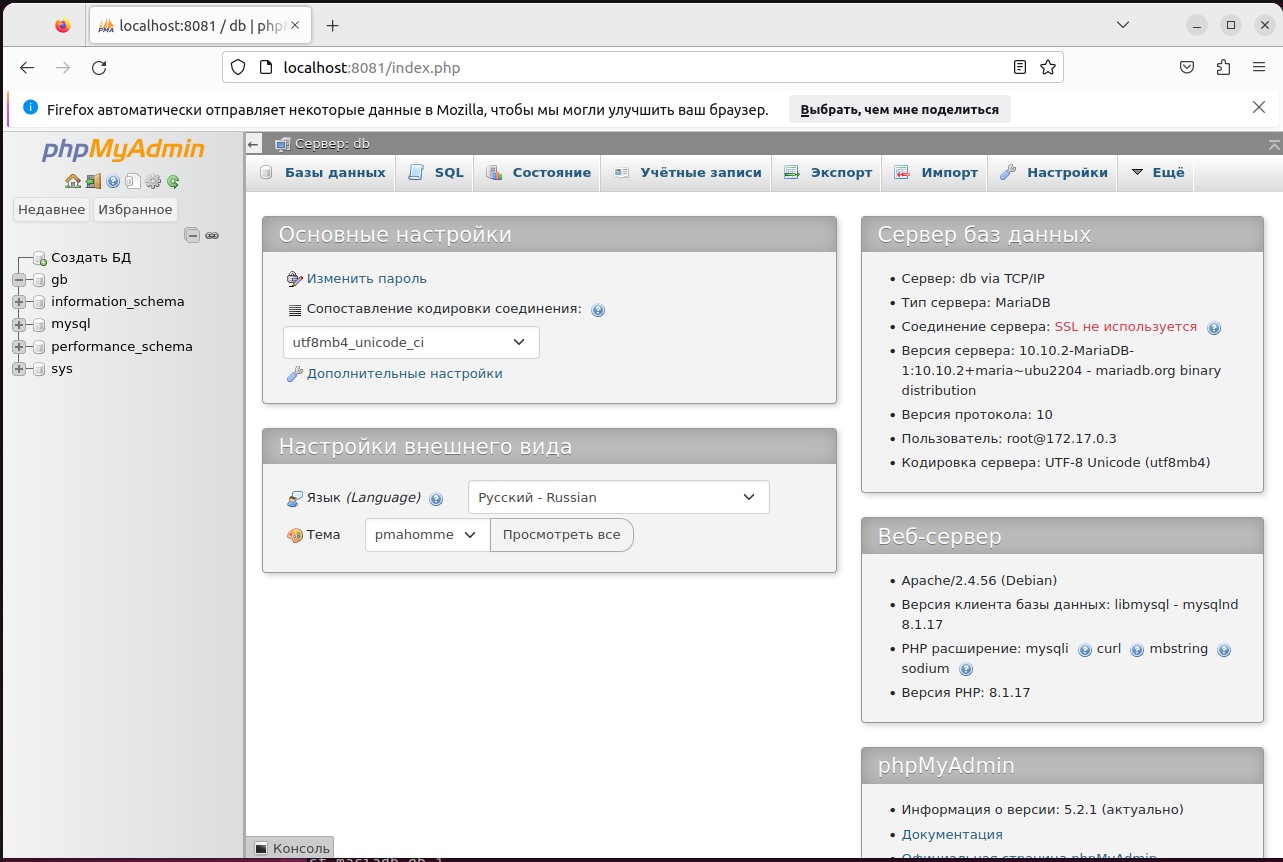 localhost:8081 / db | phpM
localhost:8081/index.php
Firefox автоматически отправляет некоторые данные в Mozilla, чтобы мы могли улучшить ваш браузер.
Выбрать, чем мне поделиться
phpMyAdmin
Недавнее Избранное
Создать БД
gb
information_schema
mysql
performance_schema
sys
Сервер: db
Базы данных SQL Состояние Учётные записи Экспорт Импорт Настройки Ещё
Основные настройки
Изменить пароль
Сопоставление кодировки соединения:
utf8mb4_unicode_ci
Дополнительные настройки
Настройки внешнего вида
Язык (Language) Русский - Russian
Тема pmahomme Просмотреть все
Сервер баз данных
Сервер: db via TCP/IP
Тип сервера: MariaDB
Соединение сервера: SSL не используется
Версия сервера: 10.10.2-MariaDB-
1:10.10.2+maria~ubu2204 - mariadb.org binary
distribution
Версия протокола: 10
Пользователь: root@172.17.0.3
Кодировка сервера: UTF-8 Unicode (utf8mb4)
Веб-сервер
Apache/2.4.56 (Debian)
Версия клиента базы данных: libmysql - mysqlnd
8.1.17
PHP расширение: mysqli curl mbstring
sodium
Версия PHP: 8.1.17
phpMyAdmin
Информация о версии: 5.2.1 (актуально)
Документация
Официальная страница phpMyAdmin
Консоль